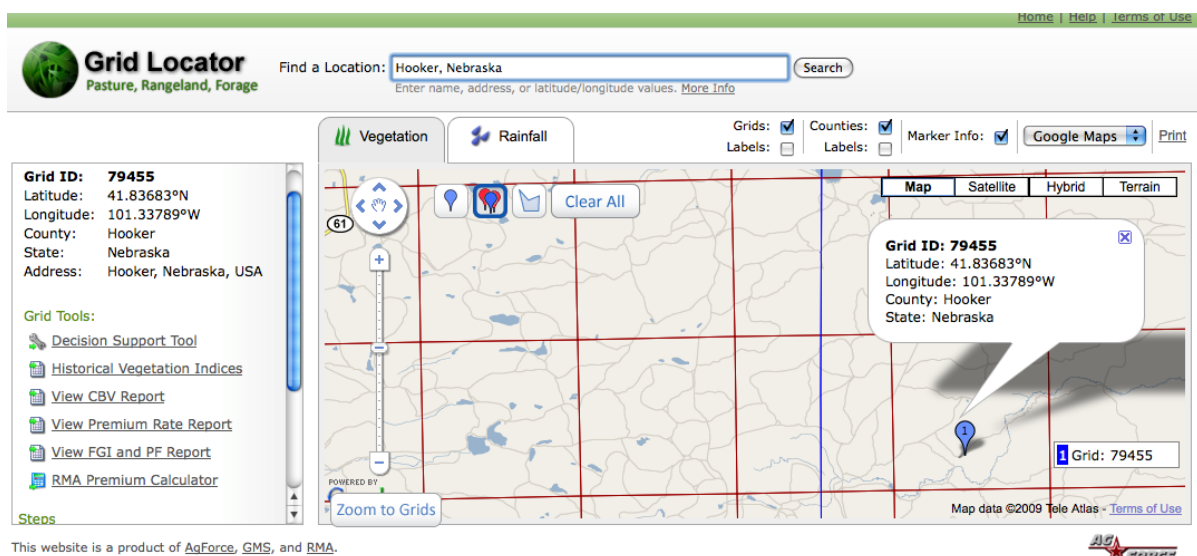 Home | Help | Terms of Use
Grid Locator
Pasture, Rangeland, Forage
Find a Location: Hooker, Nebraska Search
Enter name, address, or latitude/longitude values. More Info
Vegetation Rainfall
Grids: Counties: Marker Info: Google Maps Print
Labels: Labels:
Grid ID: 79455
Latitude: 41.83683°N
Longitude: 101.33789°W
County: Hooker
State: Nebraska
Address: Hooker, Nebraska, USA
Grid Tools:
Decision Support Tool
Historical Vegetation Indices
View CBV Report
View Premium Rate Report
View FGI and PF Report
RMA Premium Calculator
Steps
61
Clear All
Map Satellite Hybrid Terrain
Grid ID: 79455
Latitude: 41.83683°N
Longitude: 101.33789°W
County: Hooker
State: Nebraska
1
1 Grid: 79455
POWERED BY
Zoom to Grids
Map data ©2009 Tele Atlas - Terms of Use
This website is a product of AgForce, GMS, and RMA.
AG